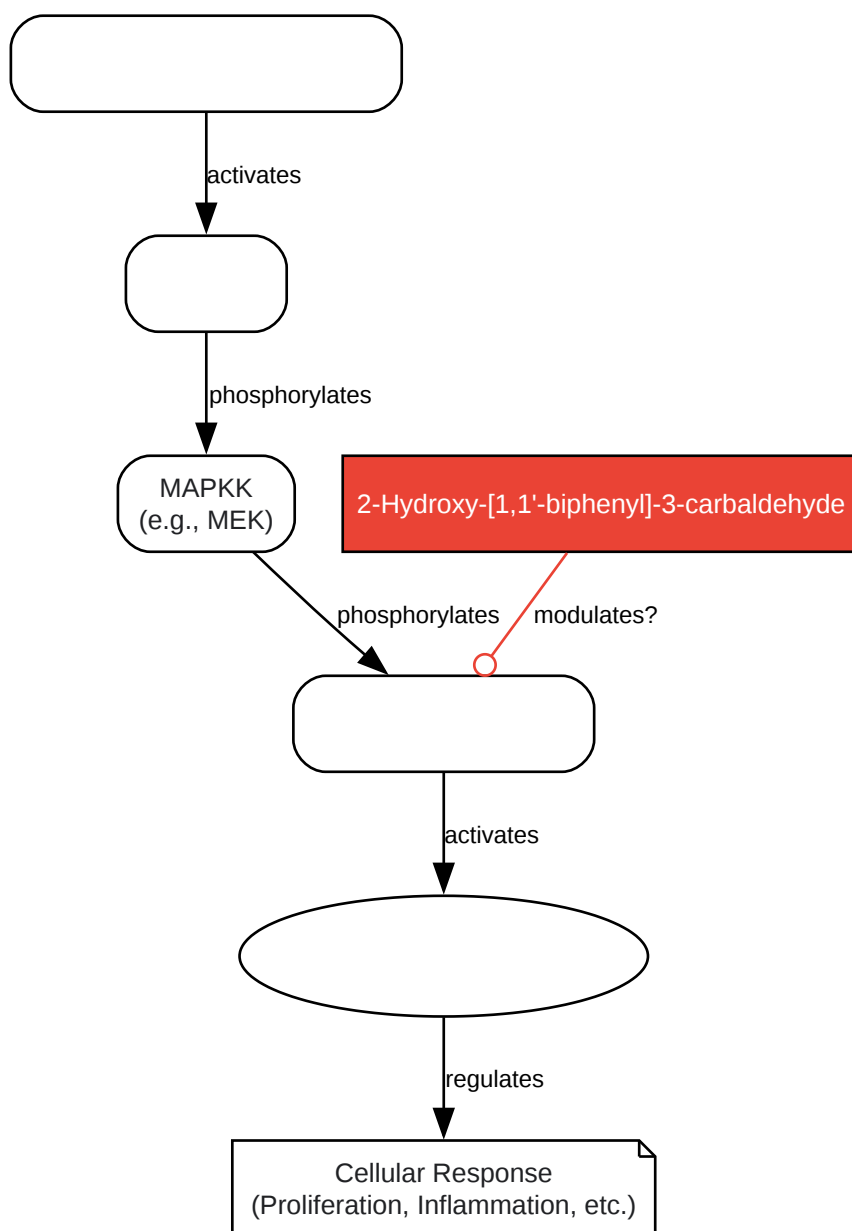 activates
phosphorylates
MAPKK
(e.g., MEK)
2-Hydroxy-[1,1'-biphenyl]-3-carbaldehyde
phosphorylates
modulates?
activates
regulates
Cellular Response
(Proliferation, Inflammation, etc.)